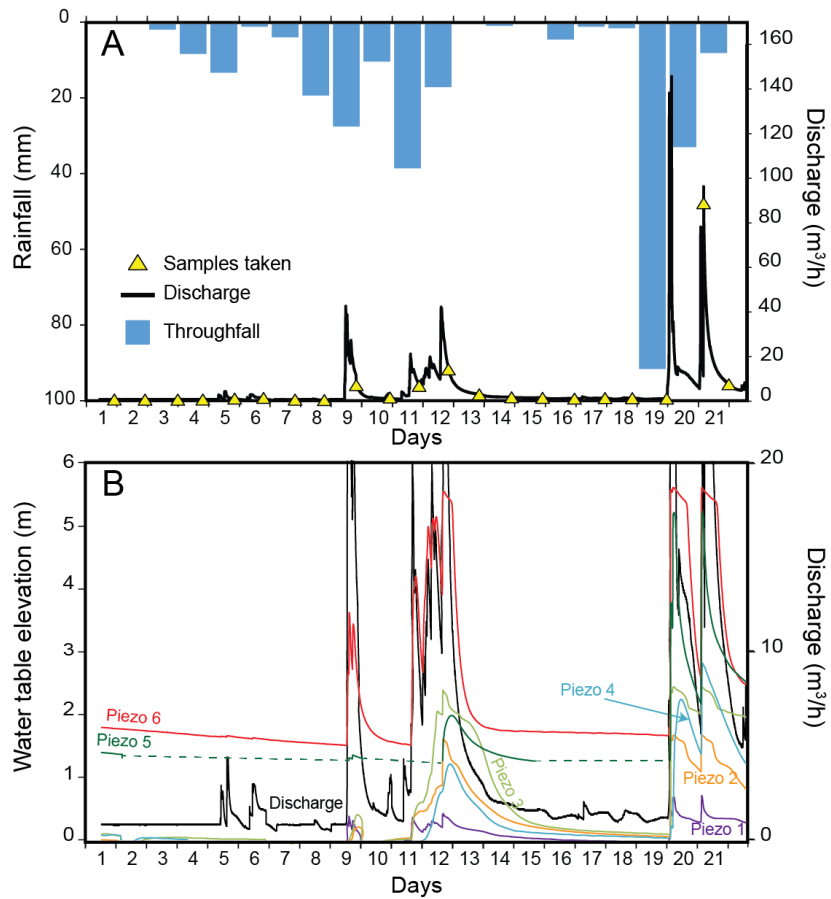 A
Rainfall (mm)
0
20
40
60
80
100
Discharge (m³/h)
160
140
120
100
80
60
40
20
0
Samples taken
Discharge
Throughfall
1 2 3 4 5 6 7 8 9 10 11 12 13 14 15 16 17 18 19 20 21
Days
B
Water table elevation (m)
6
5
4
3
2
1
0
Discharge (m³/h)
20
10
0
Piezo 6
Piezo 5
Discharge
Piezo 3
Piezo 4
Piezo 2
Piezo 1
1 2 3 4 5 6 7 8 9 10 11 12 13 14 15 16 17 18 19 20 21
Days